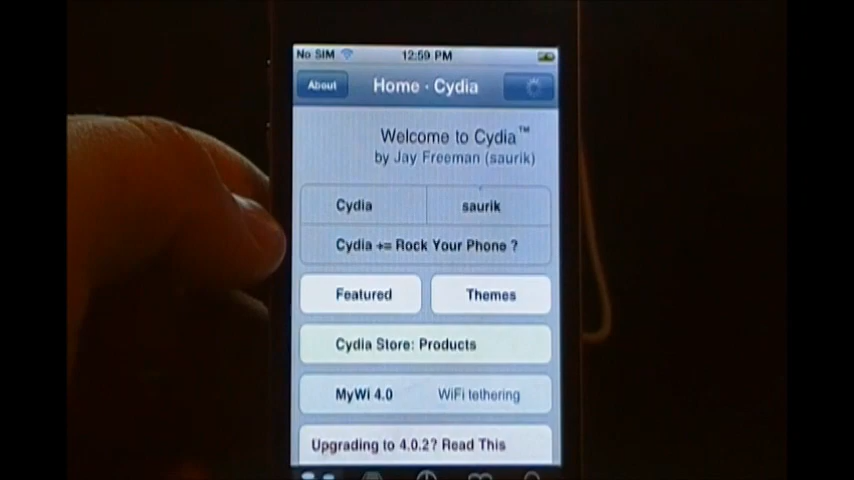 No SIM 12:59 PM
About Home · Cydia
Welcome to Cydia™
by Jay Freeman (saurik)
Cydia saurik
Cydia += Rock Your Phone ?
Featured Themes
Cydia Store: Products
MyWi 4.0 WiFi tethering
Upgrading to 4.0.2? Read This